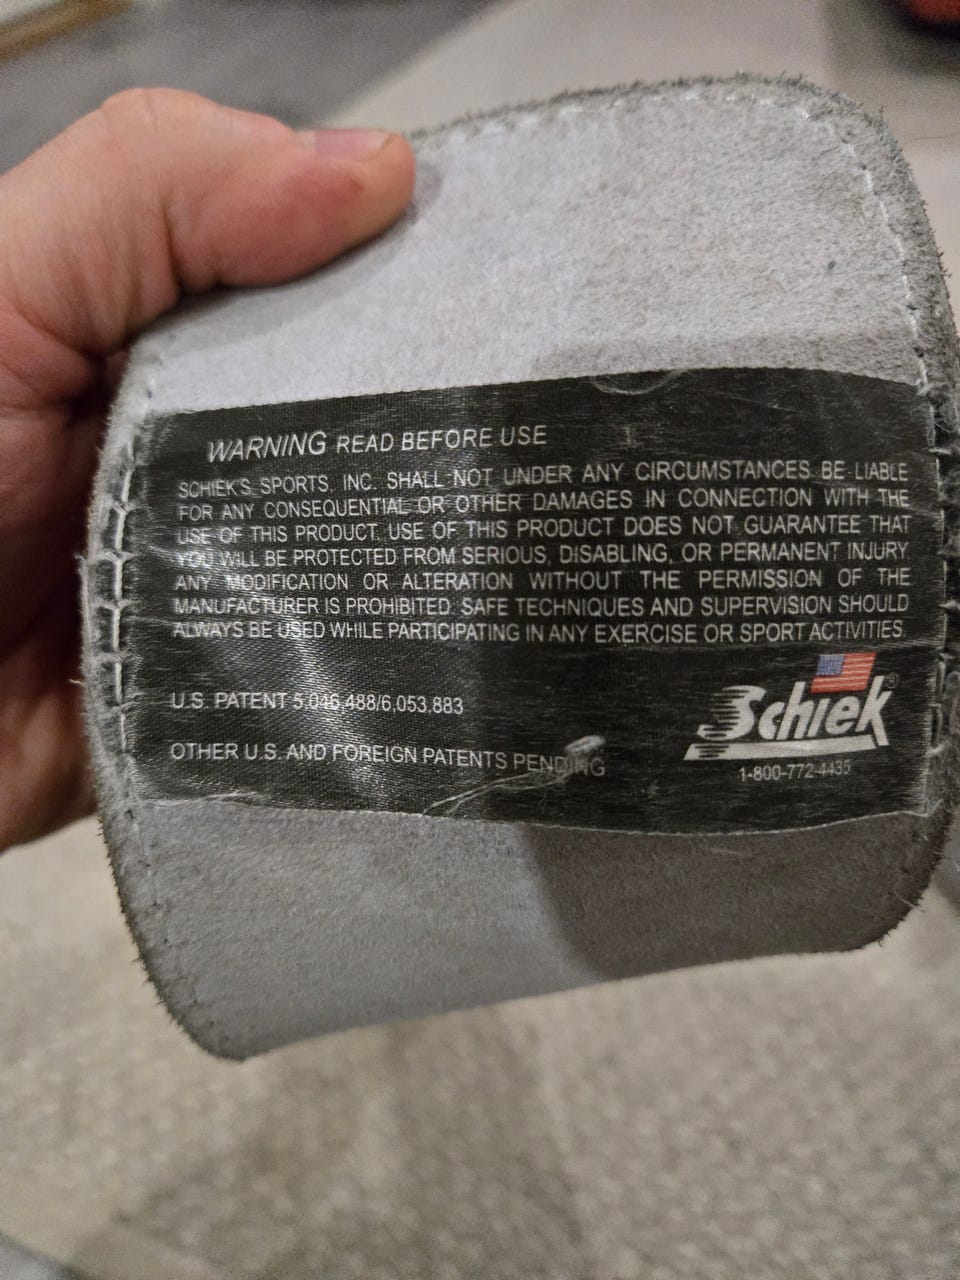 WARNING READ BEFORE USE
SCHIEK'S SPORTS, INC. SHALL NOT UNDER ANY CIRCUMSTANCES BE LIABLE
FOR ANY CONSEQUENTIAL OR OTHER DAMAGES IN CONNECTION WITH THE
USE OF THIS PRODUCT. USE OF THIS PRODUCT DOES NOT GUARANTEE THAT
YOU WILL BE PROTECTED FROM SERIOUS, DISABLING, OR PERMANENT INJURY
ANY MODIFICATION OR ALTERATION WITHOUT THE PERMISSION OF THE
MANUFACTURER IS PROHIBITED. SAFE TECHNIQUES AND SUPERVISION SHOULD
ALWAYS BE USED WHILE PARTICIPATING IN ANY EXERCISE OR SPORT ACTIVITIES.
U.S. PATENT 5,046,488/6,053,883
OTHER U.S. AND FOREIGN PATENTS PENDING
Schiek®
1-800-772-4435